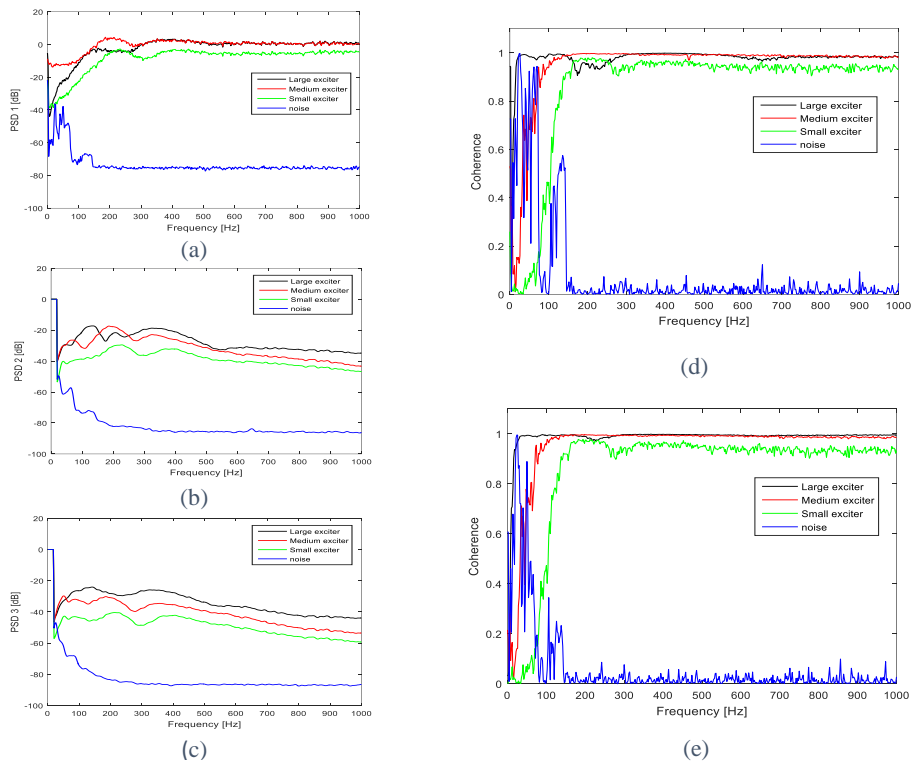 20
0
-20
-40
-60
-80
-100
PSD 1 [dB]
Large exciter
Medium exciter
Small exciter
noise
0 100 200 300 400 500 600 700 800 900 1000
Frequency [Hz]
(a)
20
0
-20
-40
-60
-80
-100
PSD 2 [dB]
Large exciter
Medium exciter
Small exciter
noise
0 100 200 300 400 500 600 700 800 900 1000
Frequency [Hz]
(b)
20
0
-20
-40
-60
-80
-100
PSD 3 [dB]
Large exciter
Medium exciter
Small exciter
noise
0 100 200 300 400 500 600 700 800 900 1000
Frequency [Hz]
(c)
1
0.8
0.6
0.4
0.2
0
Coherence
Large exciter
Medium exciter
Small exciter
noise
0 100 200 300 400 500 600 700 800 900 1000
Frequency [Hz]
(d)
1
0.8
0.6
0.4
0.2
0
Coherence
Large exciter
Medium exciter
Small exciter
noise
0 100 200 300 400 500 600 700 800 900 1000
Frequency [Hz]
(e)